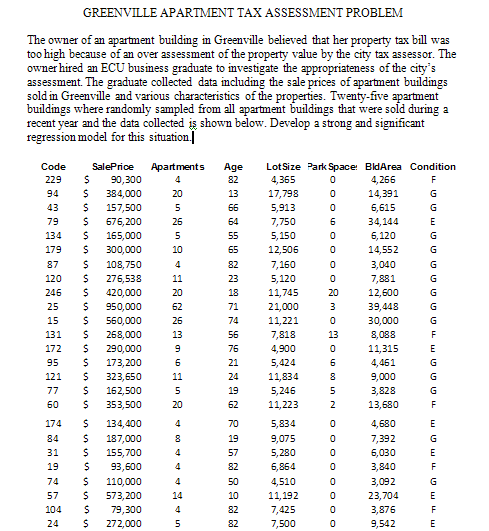 GREENVILLE APARTMENT TAX ASSESSMENT PROBLEM
The owner of an apartment building in Greenville believed that her property tax bill was
too high because of an over assessment of the property value by the city tax assessor. The
owner hired an ECU business graduate to investigate the appropriateness of the city's
assessment. The graduate collected data including the sale prices of apartment buildings
sold in Greenville and various characteristics of the properties. Twenty-five apartment
buildings where randomly sampled from all apartment buildings that were sold during a
recent year and the data collected is shown below. Develop a strong and significant
regression model for this situation.
Code SalePrice Apartments Age LotSize Park Space: BldArea Condition
229 $ 90,300 4 82 4,365 0 4,266 F
94 $ 384,000 20 13 17,798 0 14,391 G
43 $ 157,500 5 66 5,913 0 6,615 G
79 $ 676,200 26 64 7,750 6 34,144 E
134 $ 165,000 5 55 5,150 0 6,120 G
179 $ 300,000 10 65 12,506 0 14,552 G
87 $ 108,750 4 82 7,160 0 3,040 G
120 $ 276,538 11 23 5,120 0 7,881 G
246 $ 420,000 20 18 11,745 20 12,600 G
25 $ 950,000 62 71 21,000 3 39,448 G
15 $ 560,000 26 74 11,221 0 30,000 G
131 $ 268,000 13 56 7,818 13 8,088 F
172 $ 290,000 9 76 4,900 0 11,315 E
95 $ 173,200 6 21 5,424 6 4,461 G
121 $ 323,650 11 24 11,834 8 9,000 G
77 $ 162,500 5 19 5,246 5 3,828 G
60 $ 353,500 20 62 11,223 2 13,680 F
174 $ 134,400 4 70 5,834 0 4,680 E
84 $ 187,000 8 19 9,075 0 7,392 G
31 $ 155,700 4 57 5,280 0 6,030 E
19 $ 93,600 4 82 6,864 0 3,840 F
74 $ 110,000 4 50 4,510 0 3,092 G
57 $ 573,200 14 10 11,192 0 23,704 E
104 $ 79,300 4 82 7,425 0 3,876 F
24 $ 272,000 5 82 7,500 0 9,542 E